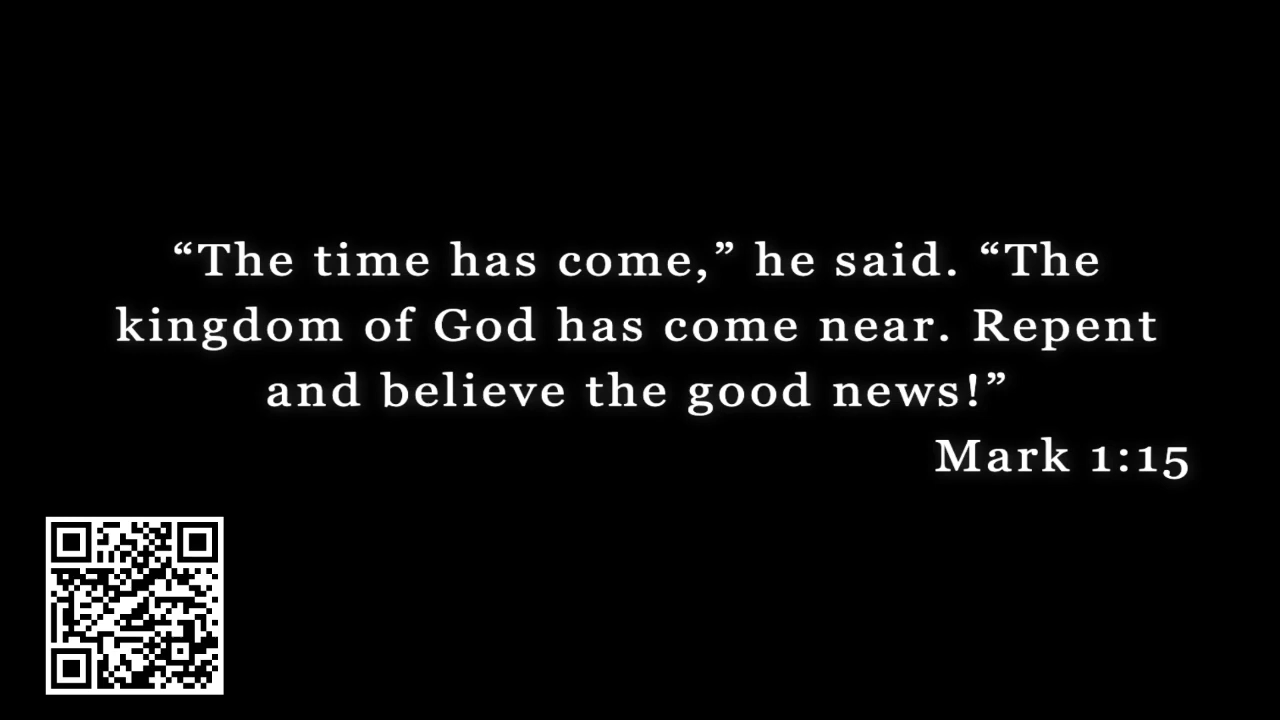 “The time has come,” he said. “The
kingdom of God has come near. Repent
and believe the good news!”
Mark 1:15